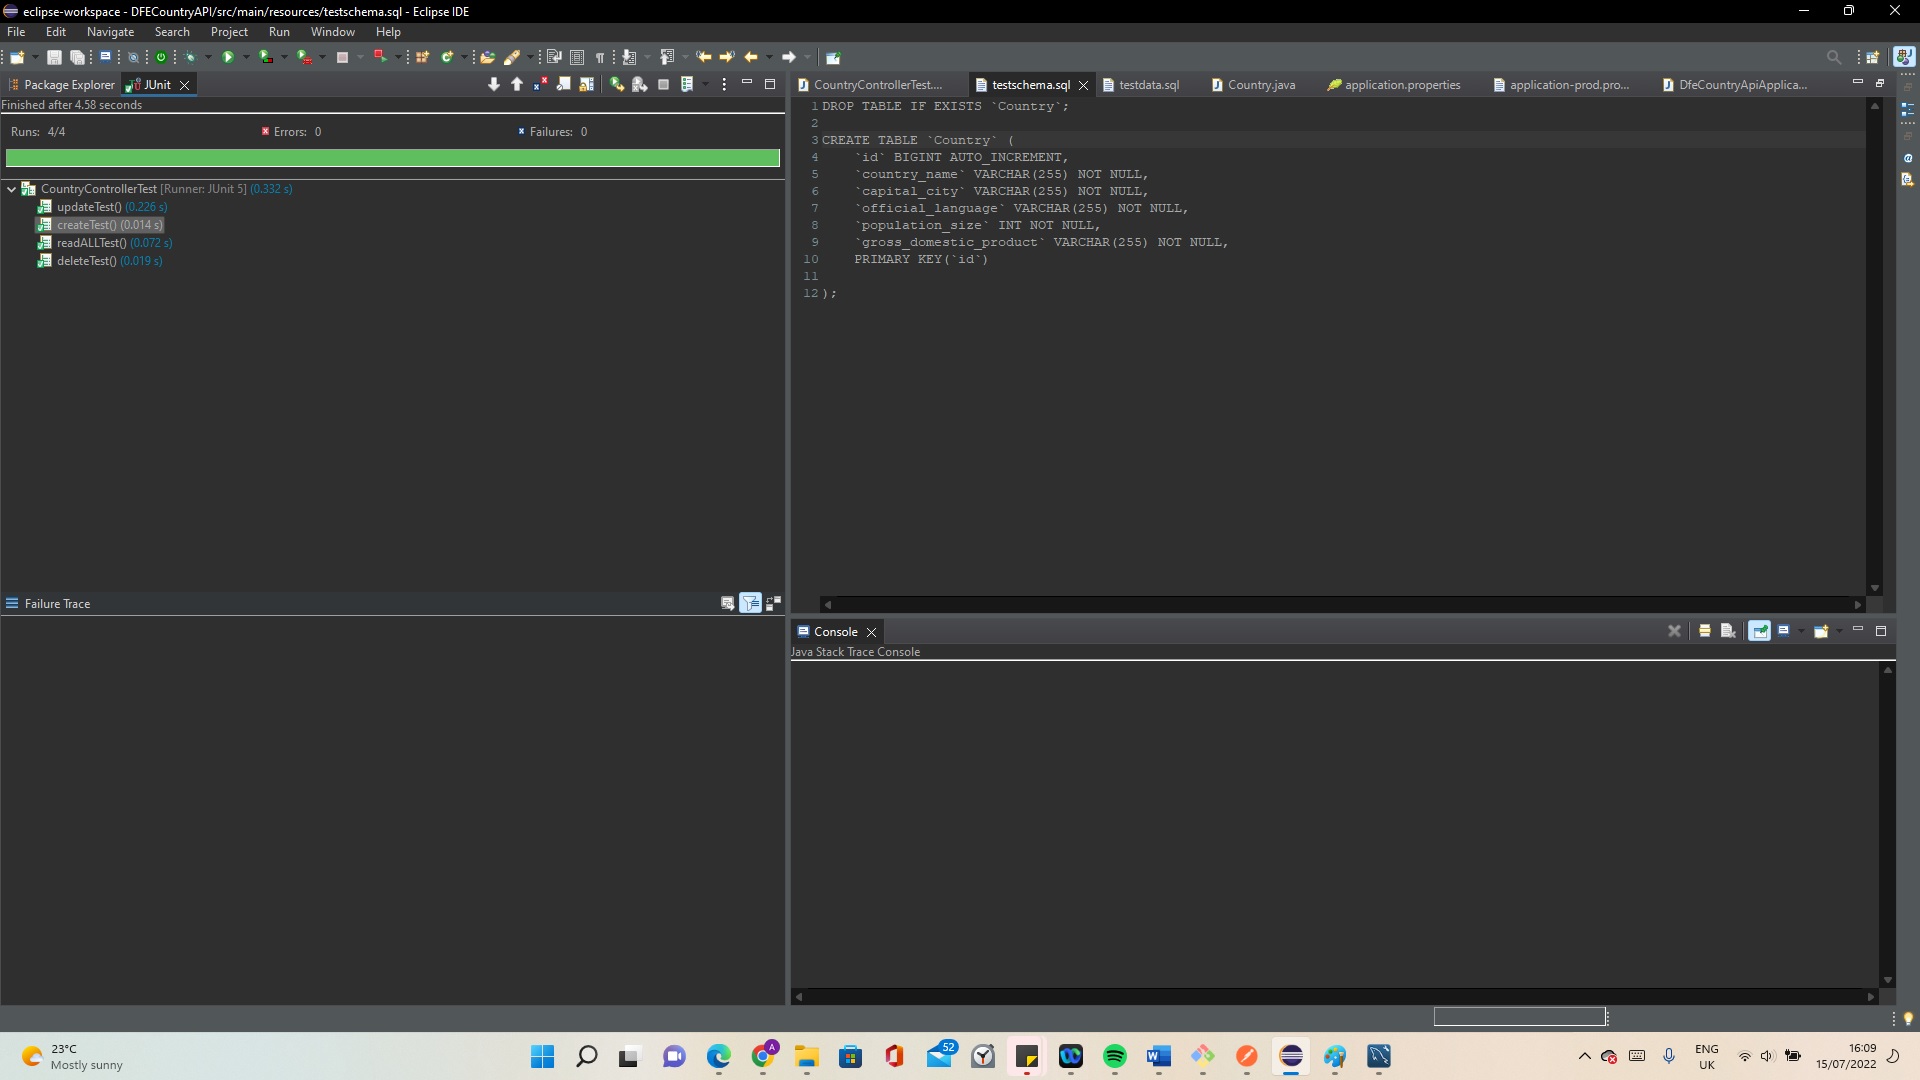 eclipse-workspace - DFECountryAPI/src/main/resources/testschema.sql - Eclipse IDE
File Edit Navigate Search Project Run Window Help
Package Explorer JUnit
Finished after 4.58 seconds
Runs: 4/4 Errors: 0 Failures: 0
CountryControllerTest [Runner: JUnit 5] (0.332 s)
updateTest() (0.226 s)
createTest() (0.014 s)
readALLTest() (0.072 s)
deleteTest() (0.019 s)
Failure Trace
CountryControllerTest.... testschema.sql testdata.sql Country.java application.properties application-prod.pro... DfeCountryApiApplica...
1 DROP TABLE IF EXISTS `Country`;
2
3 CREATE TABLE `Country` (
4 `id` BIGINT AUTO_INCREMENT,
5 `country_name` VARCHAR(255) NOT NULL,
6 `capital_city` VARCHAR(255) NOT NULL,
7 `official_language` VARCHAR(255) NOT NULL,
8 `population_size` INT NOT NULL,
9 `gross_domestic_product` VARCHAR(255) NOT NULL,
10 PRIMARY KEY(`id`)
11
12 );
Console
Java Stack Trace Console
23°C
Mostly sunny
A
52
ENG
UK
16:09
15/07/2022